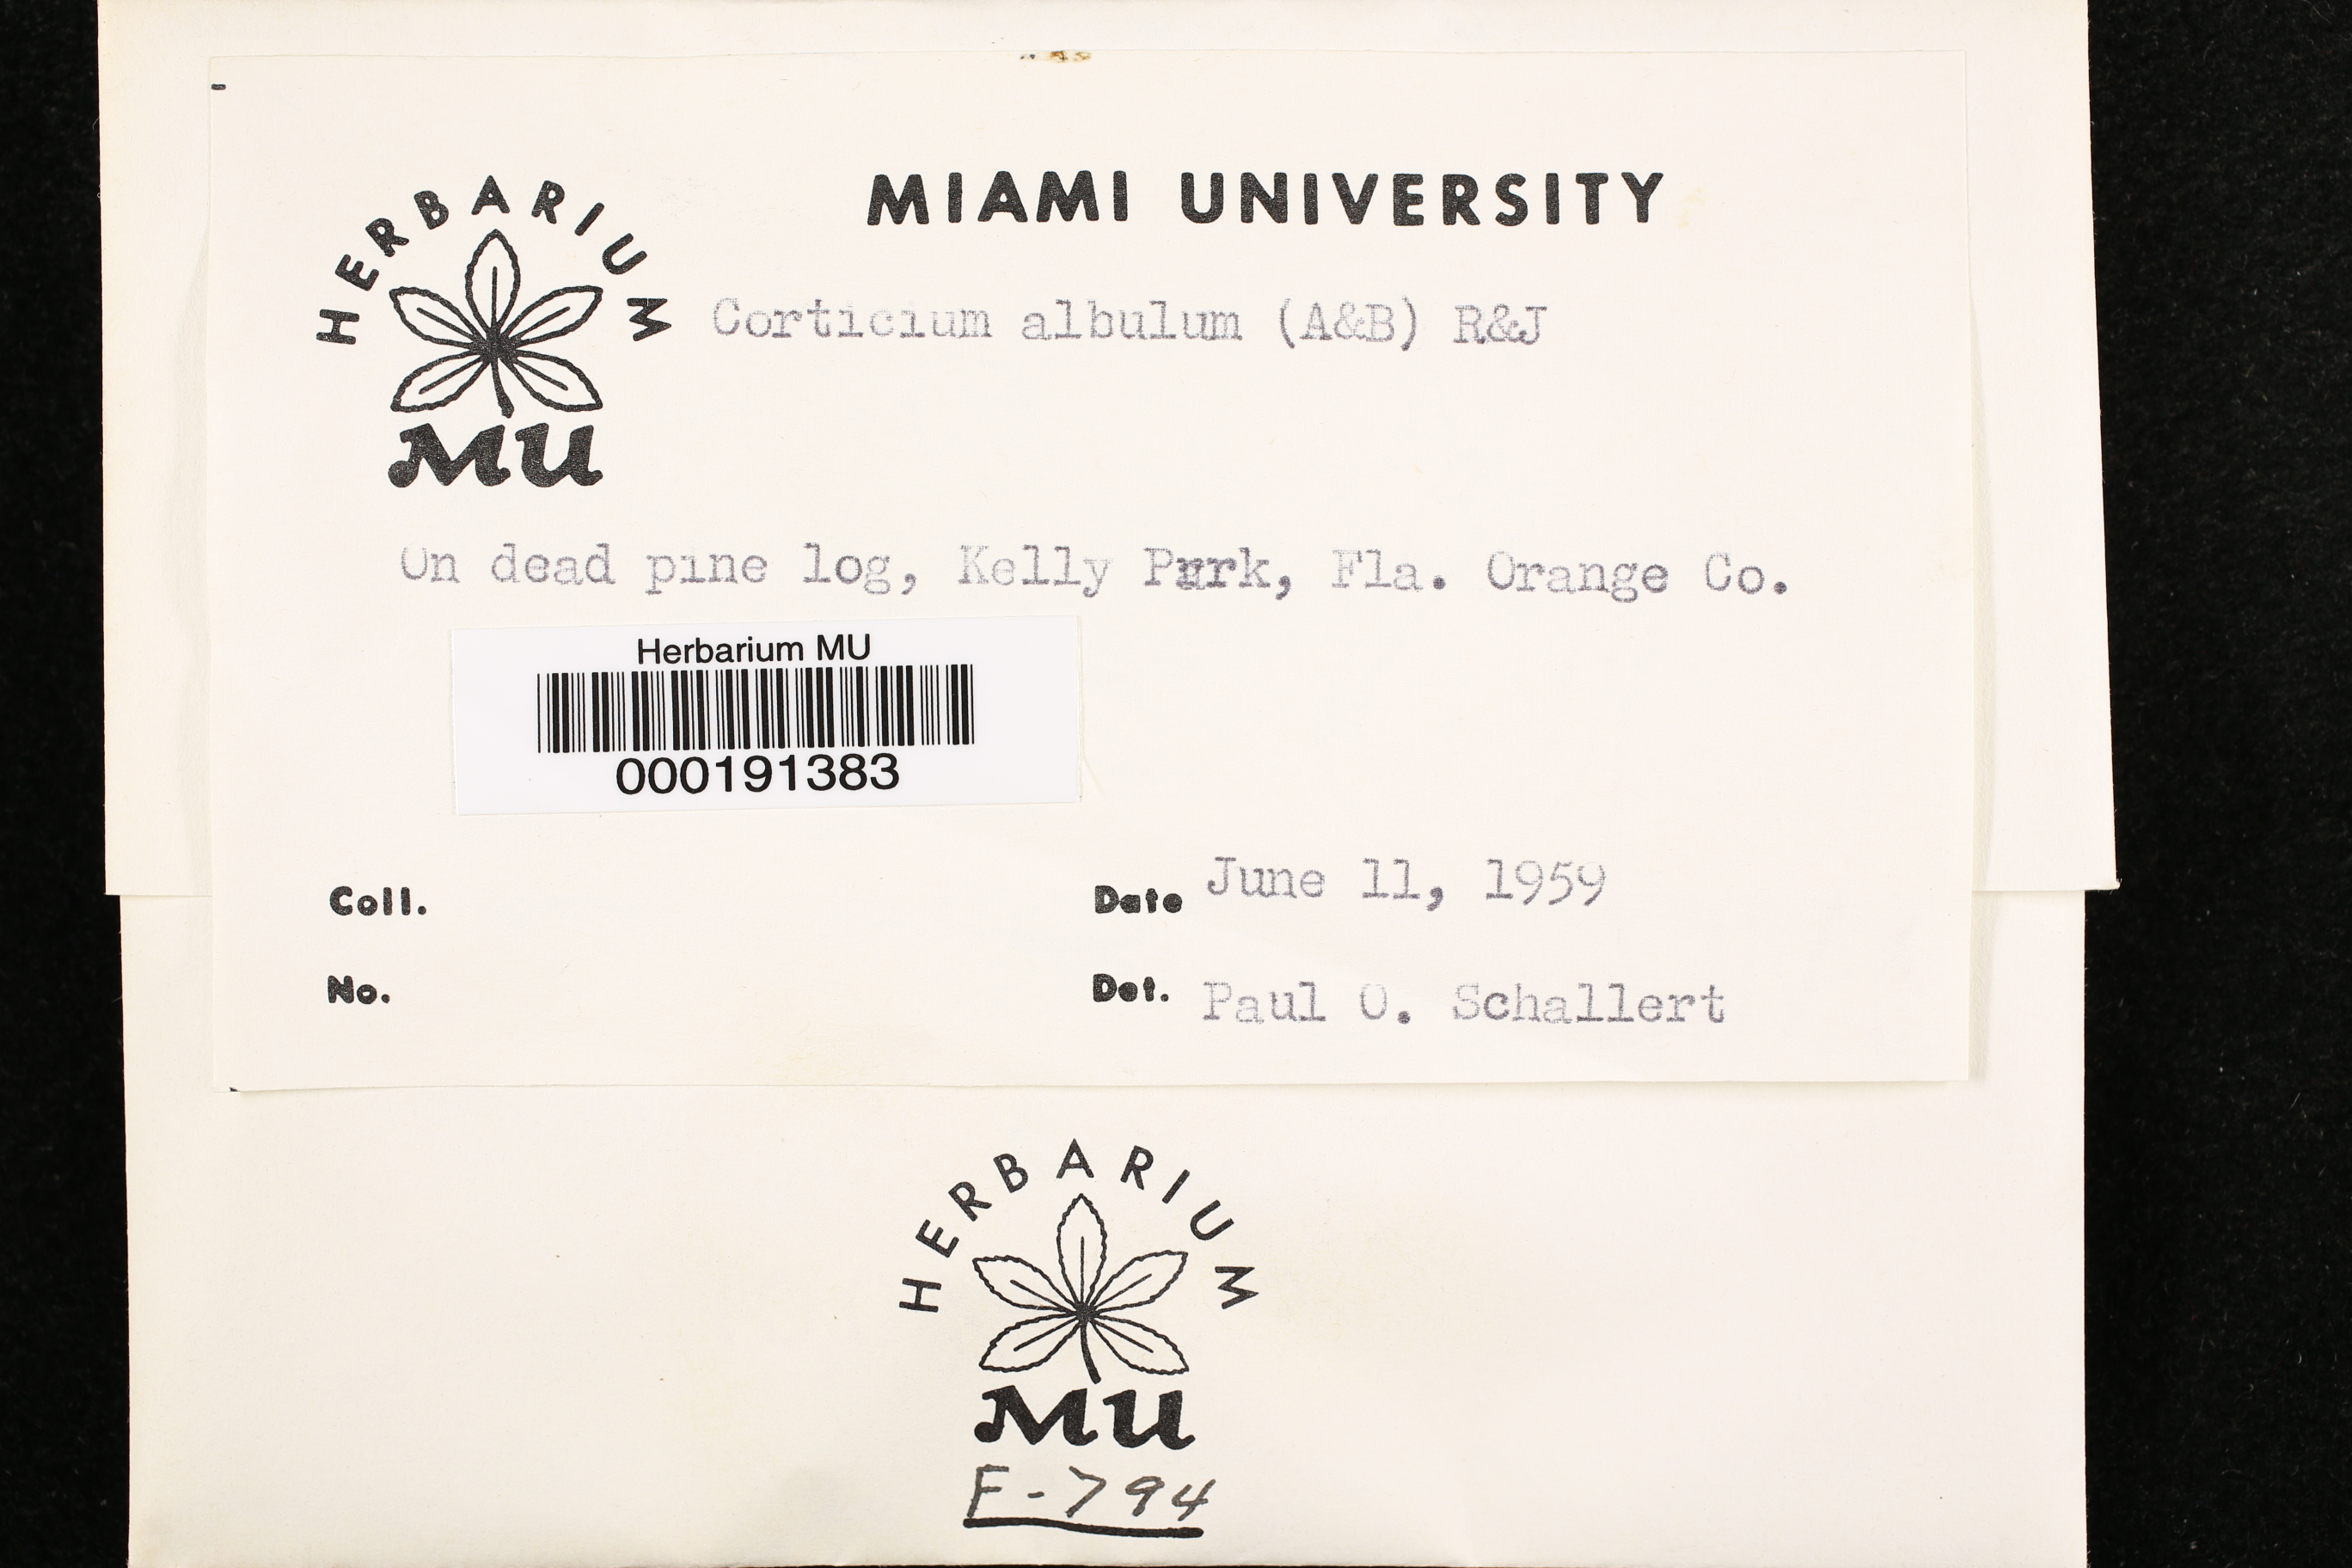 MIAMI UNIVERSITY
HERBARIUM
MU
Corticium albulum (A&B) R&J
On dead pine log, Kelly Park, Fla. Orange Co.
Herbarium MU
000191383
Coll.
Date June 11, 1959
No.
Det. Paul O. Schallert
HERBARIUM
MU
F-794